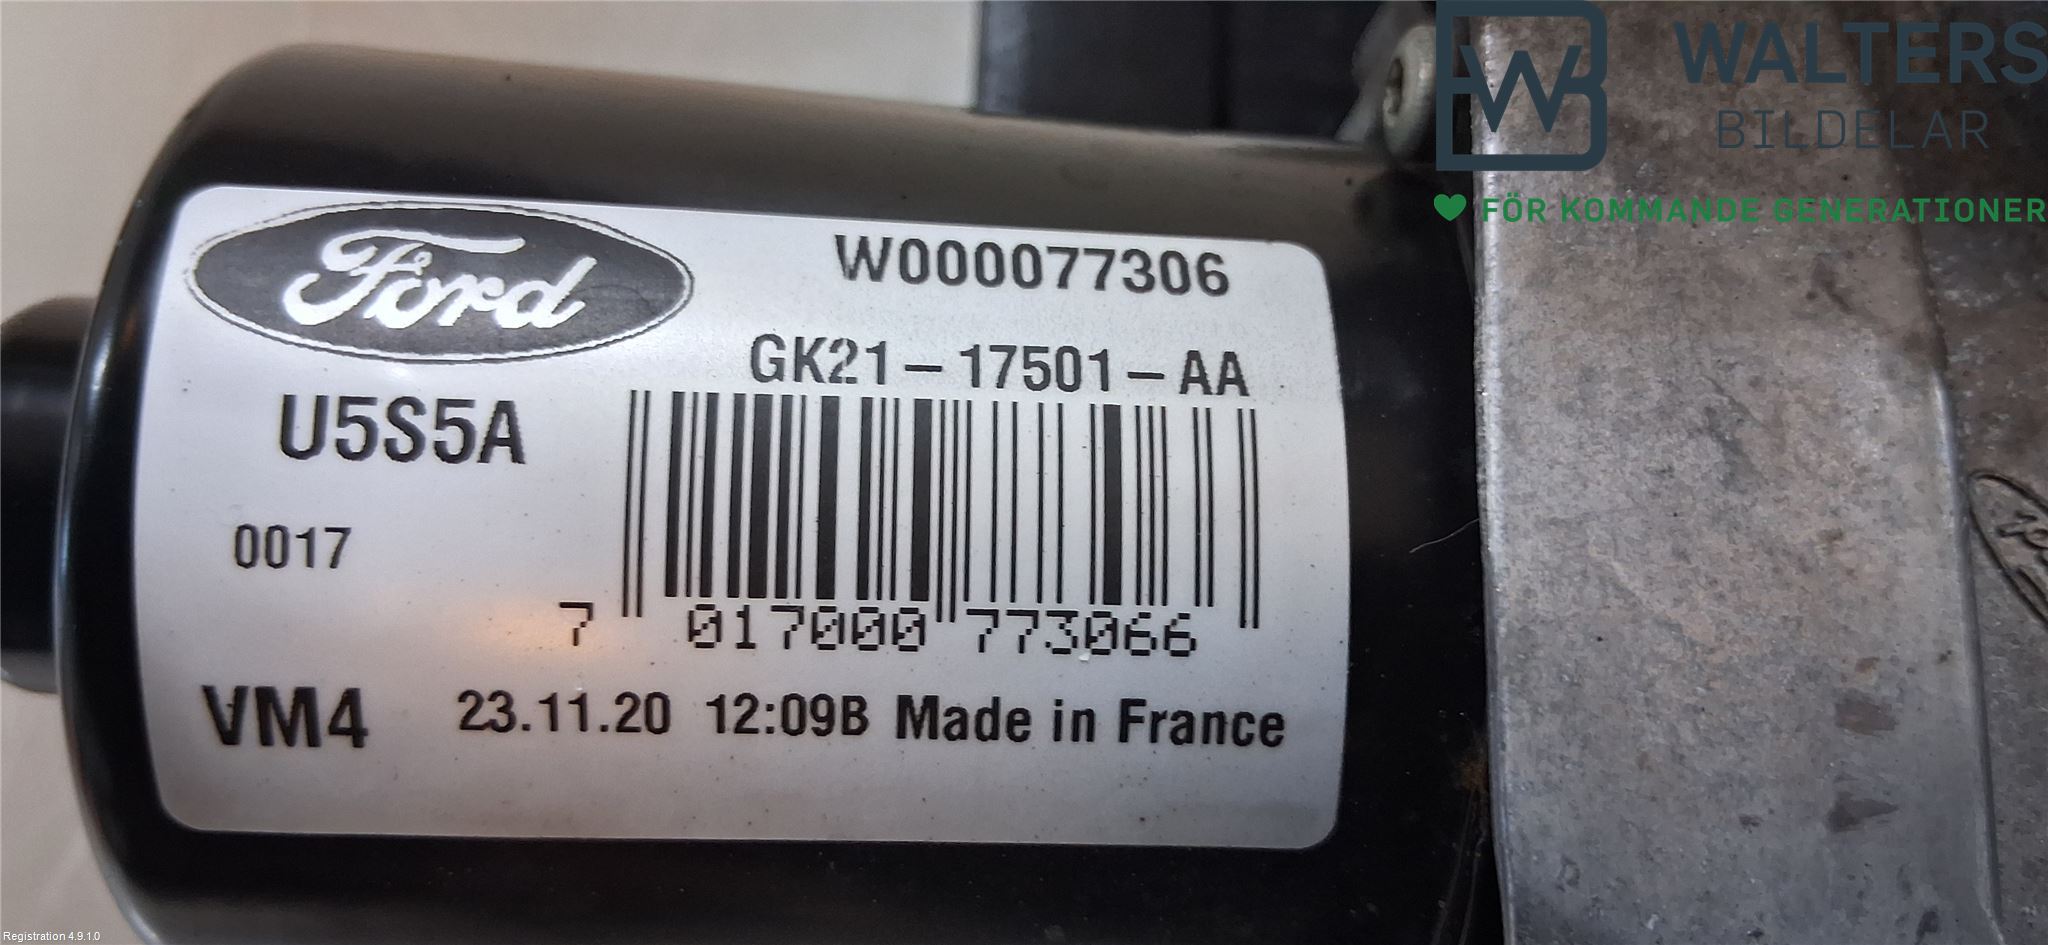 WB
WALTERS
BILDELAR
FÖR KOMMANDE GENERATIONER
Ford
W000077306
GK21-17501-AA
U5S5A
0017
7 017000 773066
VM4 23.11.20 12:09B Made in France
Registration 4.9.1.0